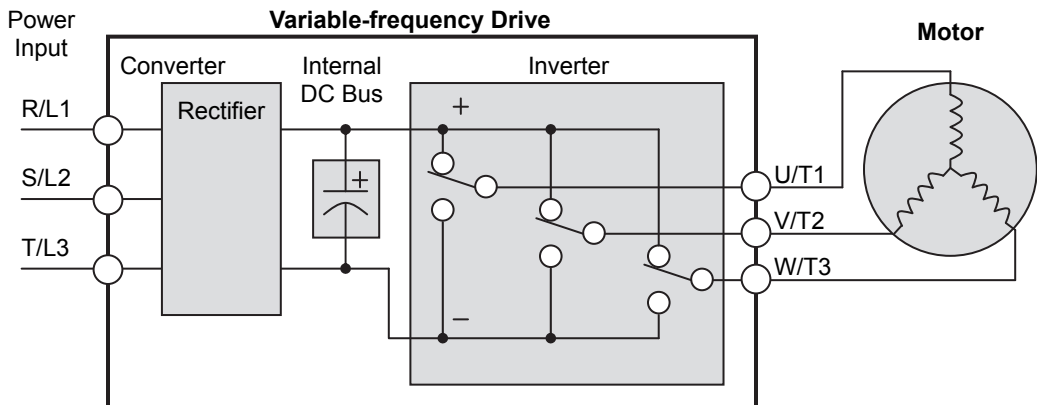 Power
Input
Variable-frequency Drive
Motor
Converter
Internal
DC Bus
Inverter
Rectifier
R/L1
S/L2
T/L3
+
+
–
U/T1
V/T2
W/T3